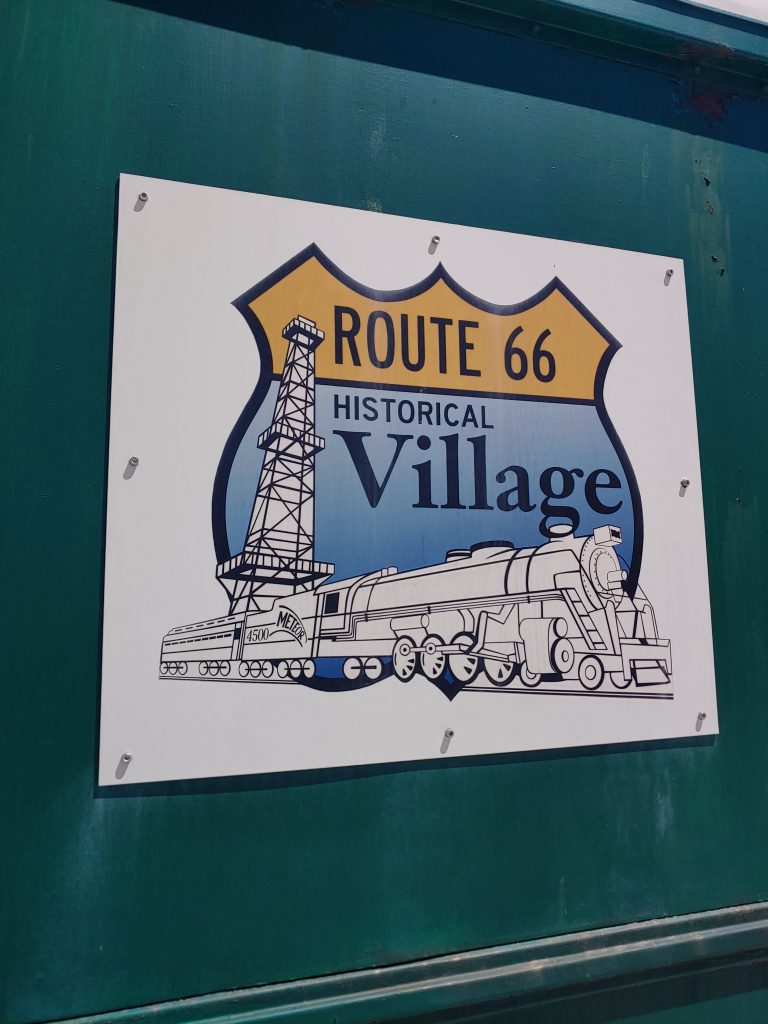 ROUTE 66
HISTORICAL
Village
METEOR
4500